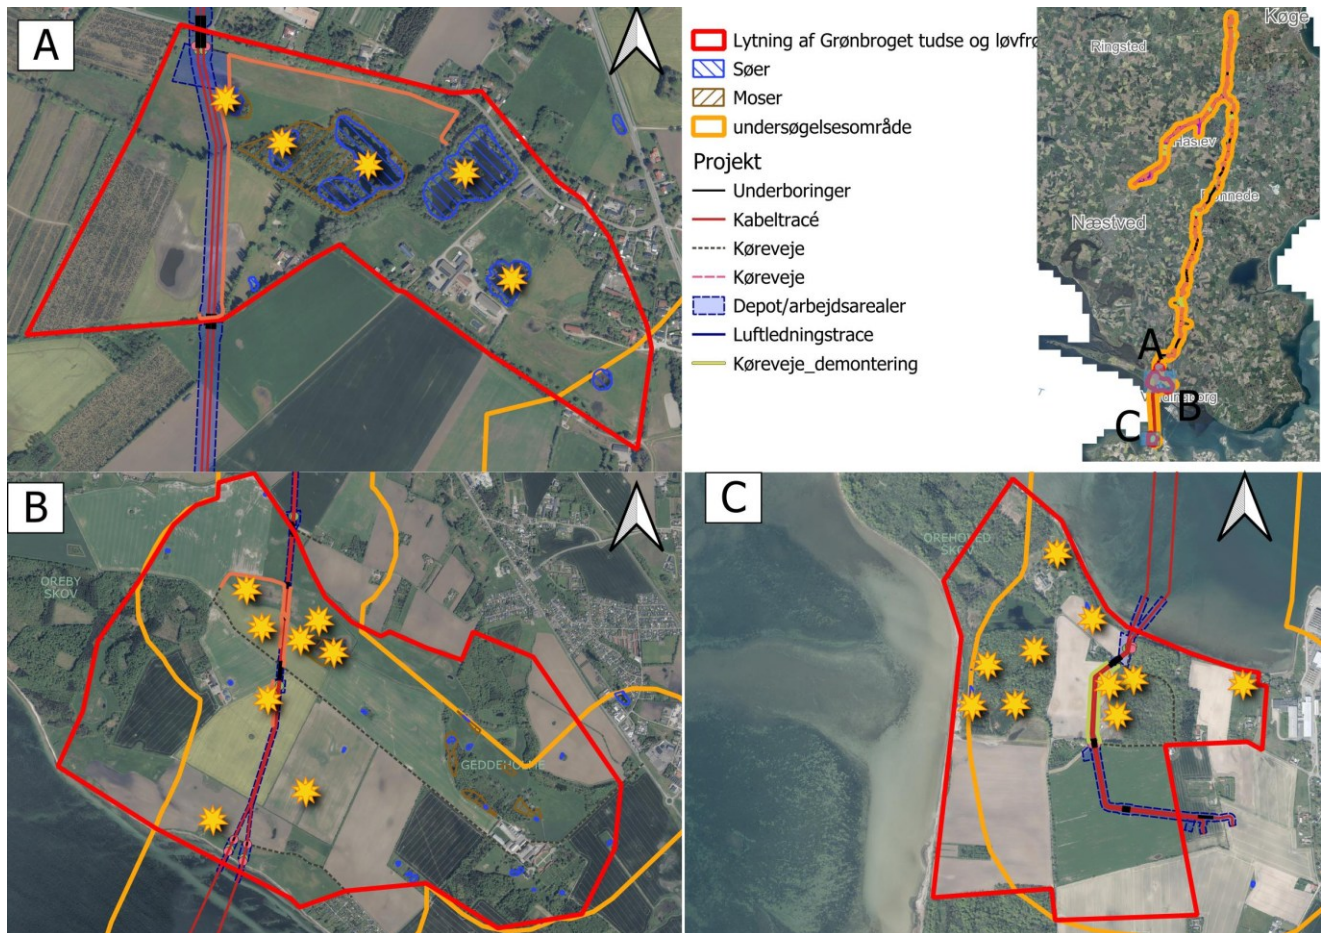 A
Lytning af Grønbroget tudse og løvfrø
Søer
Moser
undersøgelsesområde
Projekt
Underboringer
Kabeltracé
Køreveje
Køreveje
Depot/arbejdsarealer
Luftledningstrace
Køreveje_demontering
Køge
Ringsted
Haslev
Rønnede
Næstved
A
B
C
B
OREBY
SKOV
GEDDEHOLME
C
OREHOVED
SKOV